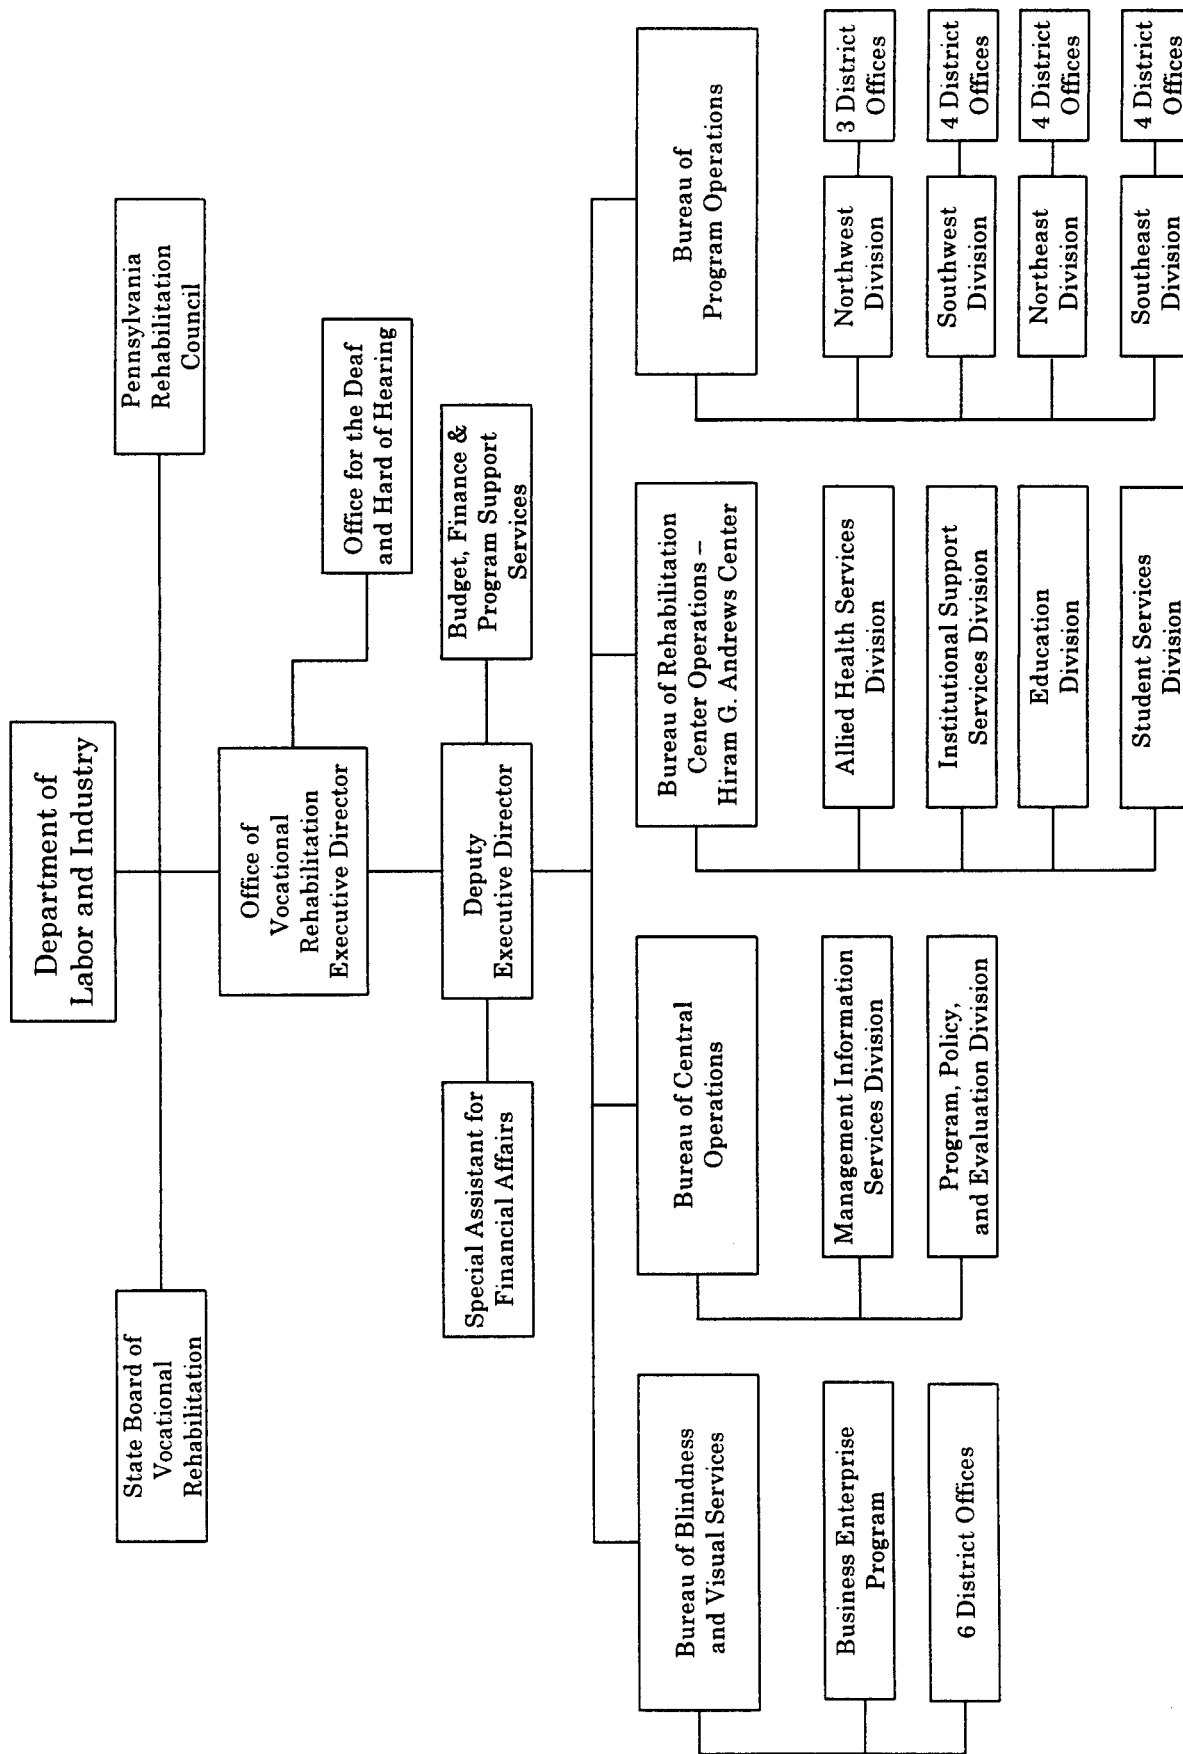 Department of
Labor and Industry
State Board of
Vocational
Rehabilitation
Pennsylvania
Rehabilitation
Council
Office of
Vocational
Rehabilitation
Executive Director
Office for the Deaf
and Hard of Hearing
Special Assistant for
Financial Affairs
Deputy
Executive Director
Budget, Finance &
Program Support
Services
Bureau of Blindness
and Visual Services
Bureau of Central
Operations
Bureau of Rehabilitation
Center Operations –
Hiram G. Andrews Center
Bureau of
Program Operations
Business Enterprise
Program
6 District Offices
Management Information
Services Division
Program, Policy,
and Evaluation Division
Allied Health Services
Division
Institutional Support
Services Division
Education
Division
Student Services
Division
Northwest
Division
3 District
Offices
Southwest
Division
4 District
Offices
Northeast
Division
4 District
Offices
Southeast
Division
4 District
Offices